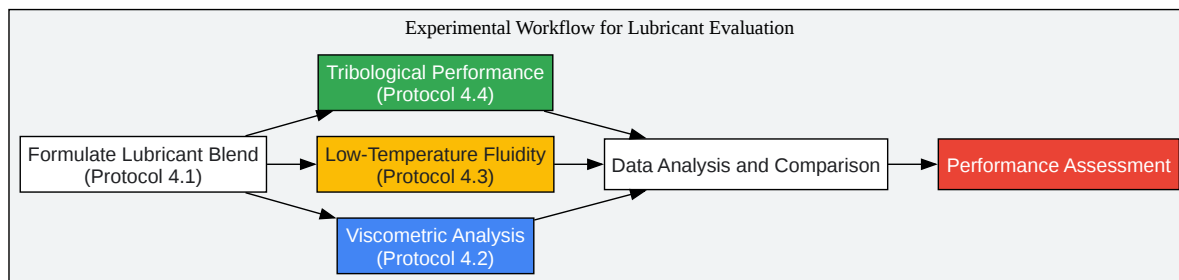 Experimental Workflow for Lubricant Evaluation
Tribological Performance
(Protocol 4.4)
Formulate Lubricant Blend
(Protocol 4.1)
Low-Temperature Fluidity
(Protocol 4.3)
Data Analysis and Comparison
Performance Assessment
Viscometric Analysis
(Protocol 4.2)